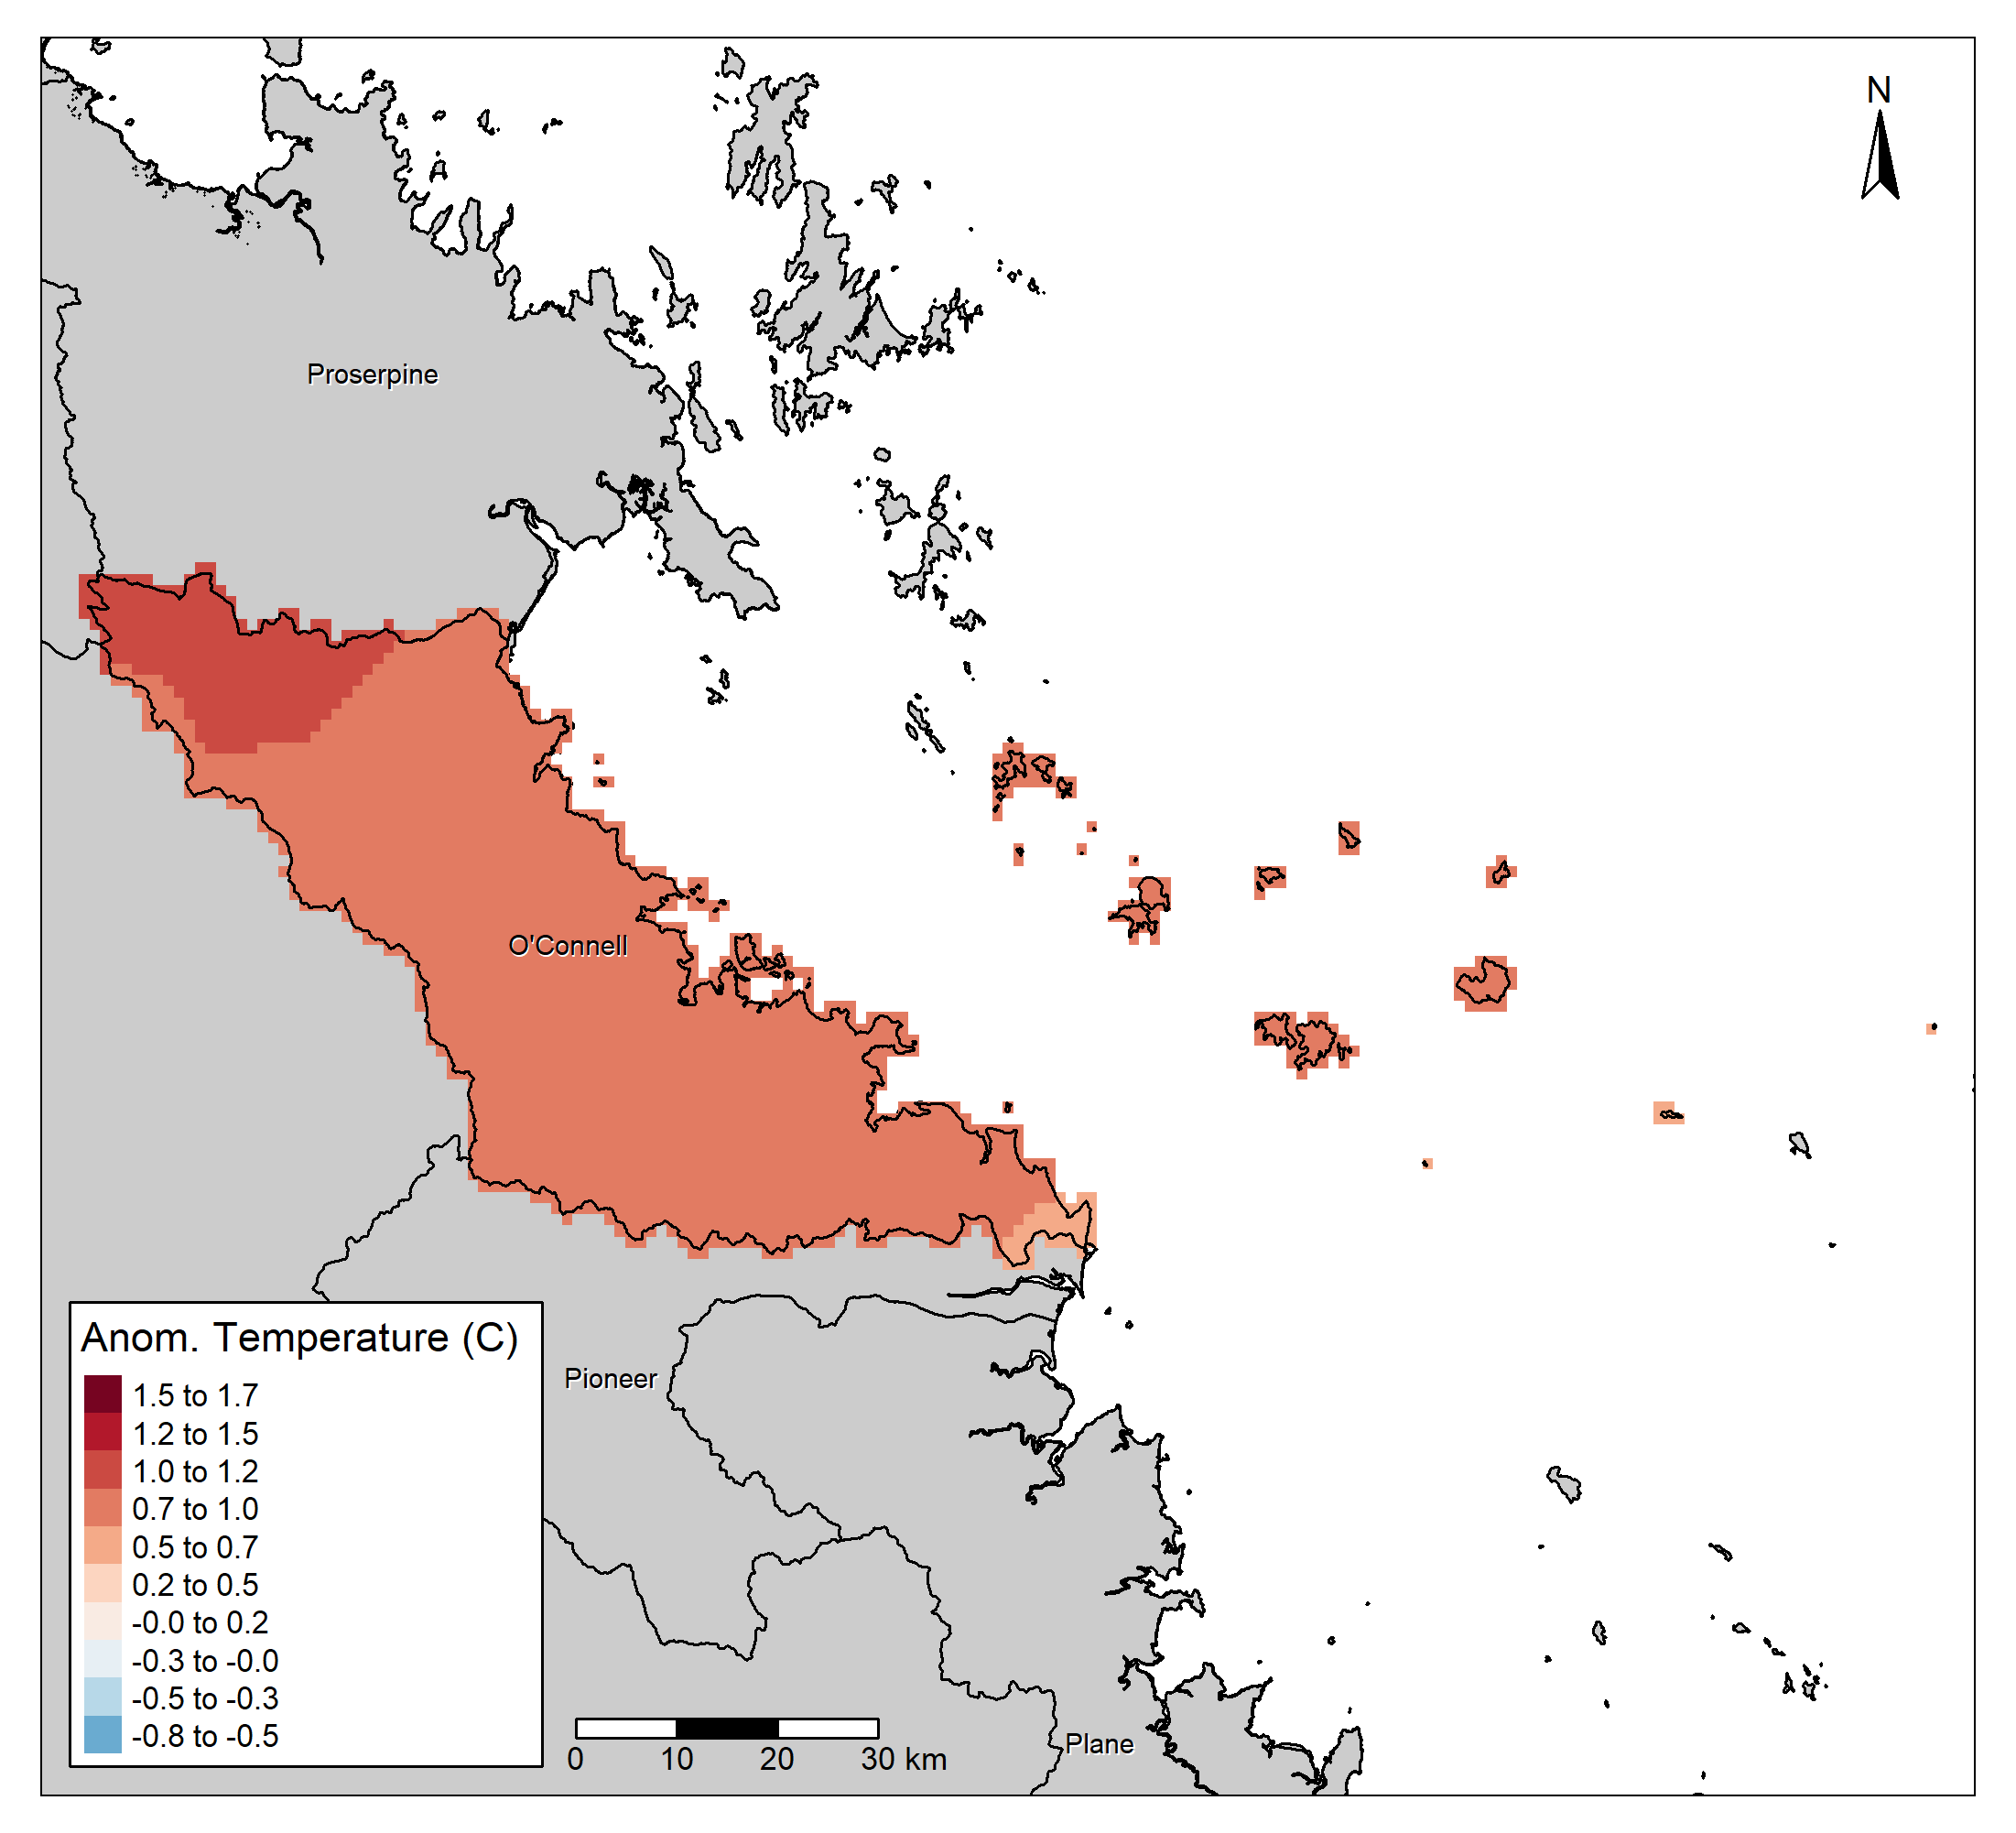 N
Proserpine
O'Connell
Pioneer
Plane
Anom. Temperature (C)
1.5 to 1.7
1.2 to 1.5
1.0 to 1.2
0.7 to 1.0
0.5 to 0.7
0.2 to 0.5
-0.0 to 0.2
-0.3 to -0.0
-0.5 to -0.3
-0.8 to -0.5
0 10 20 30 km